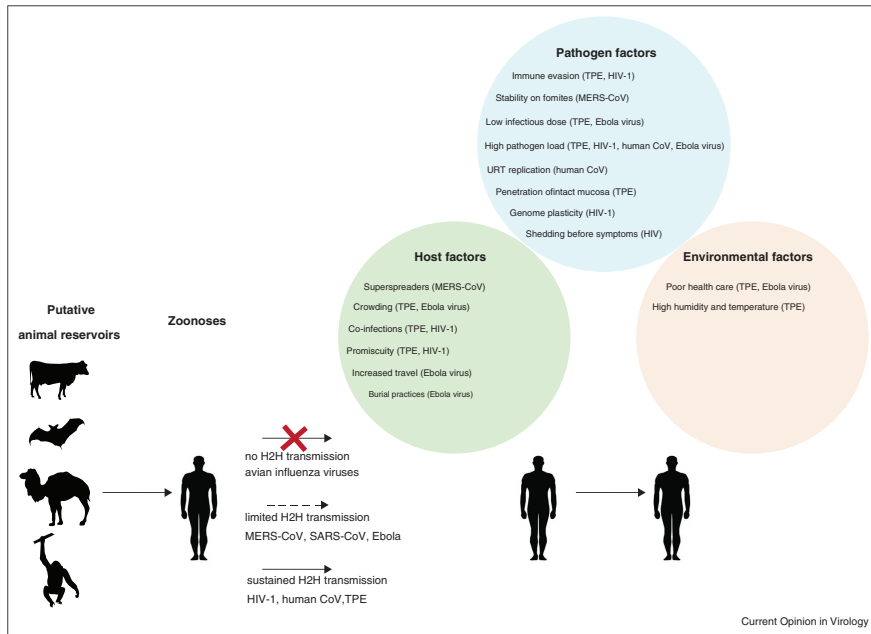 Pathogen factors
Immune evasion (TPE, HIV-1)
Stability on fomites (MERS-CoV)
Low infectious dose (TPE, Ebola virus)
High pathogen load (TPE, HIV-1, human CoV, Ebola virus)
URT replication (human CoV)
Penetration ofintact mucosa (TPE)
Genome plasticity (HIV-1)
Shedding before symptoms (HIV)
Host factors
Superspreaders (MERS-CoV)
Crowding (TPE, Ebola virus)
Co-infections (TPE, HIV-1)
Promiscuity (TPE, HIV-1)
Increased travel (Ebola virus)
Burial practices (Ebola virus)
Environmental factors
Poor health care (TPE, Ebola virus)
High humidity and temperature (TPE)
Putative
animal reservoirs
Zoonoses
no H2H transmission
avian influenza viruses
limited H2H transmission
MERS-CoV, SARS-CoV, Ebola
sustained H2H transmission
HIV-1, human CoV,TPE
Current Opinion in Virology